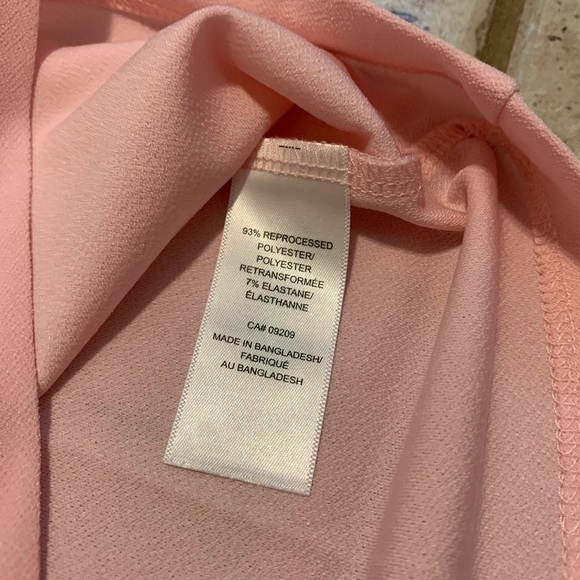 93% REPROCESSED
POLYESTER/
POLYESTER
RETRANSFORMÉE
7% ELASTANE/
ÉLASTHANNE
CA# 09209
MADE IN BANGLADESH/
FABRIQUÉ
AU BANGLADESH